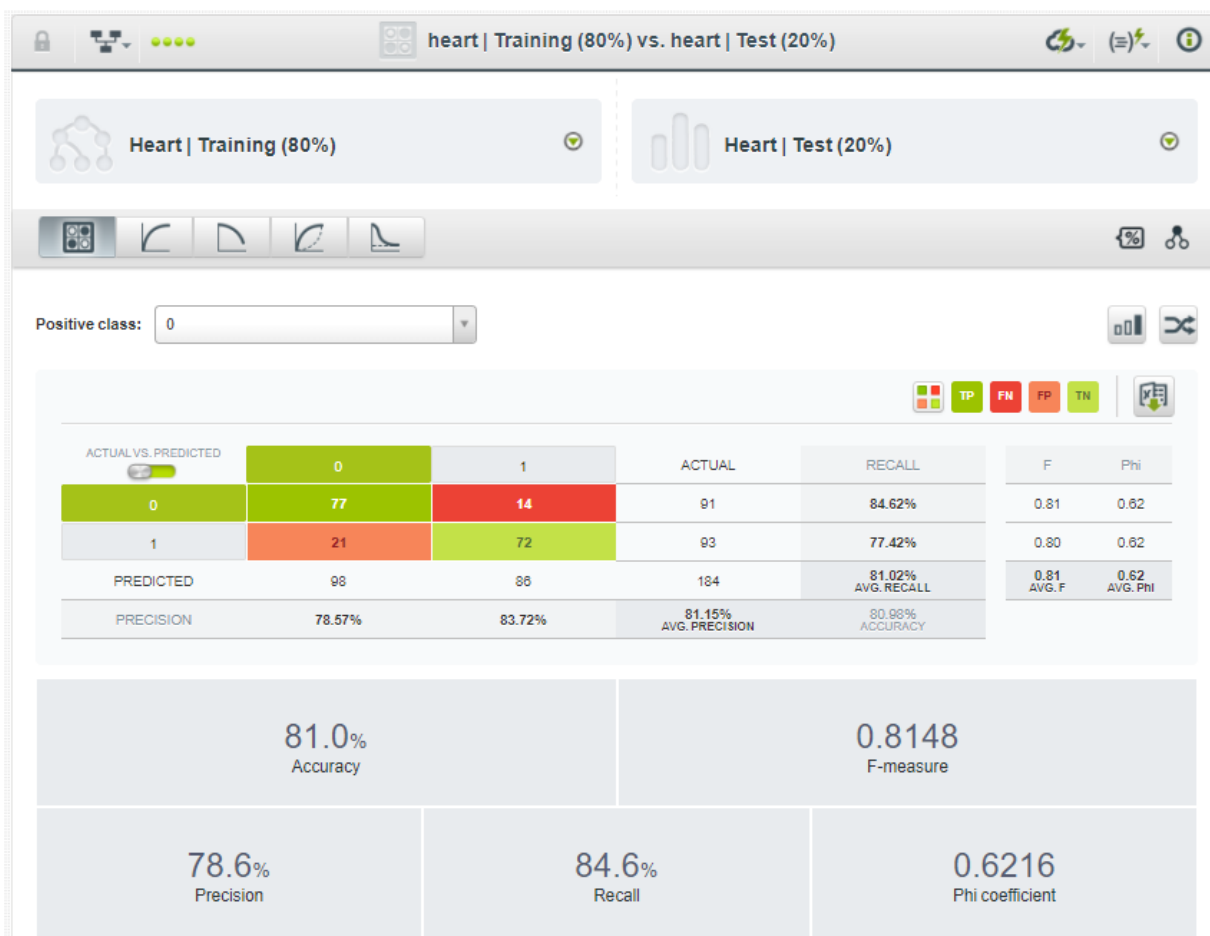 heart | Training (80%) vs. heart | Test (20%)
Heart | Training (80%)
Heart | Test (20%)
Positive class: 0
TP FN FP TN
ACTUAL VS. PREDICTED 0 1 ACTUAL RECALL F Phi
0 77 14 91 84.62% 0.81 0.62
1 21 72 93 77.42% 0.80 0.62
PREDICTED 98 86 184 81.02% 0.81 0.62
AVG. RECALL AVG. F AVG. Phi
PRECISION 78.57% 83.72% 81.15% 80.98%
AVG. PRECISION ACCURACY
81.0% 0.8148
Accuracy F-measure
78.6% 84.6% 0.6216
Precision Recall Phi coefficient